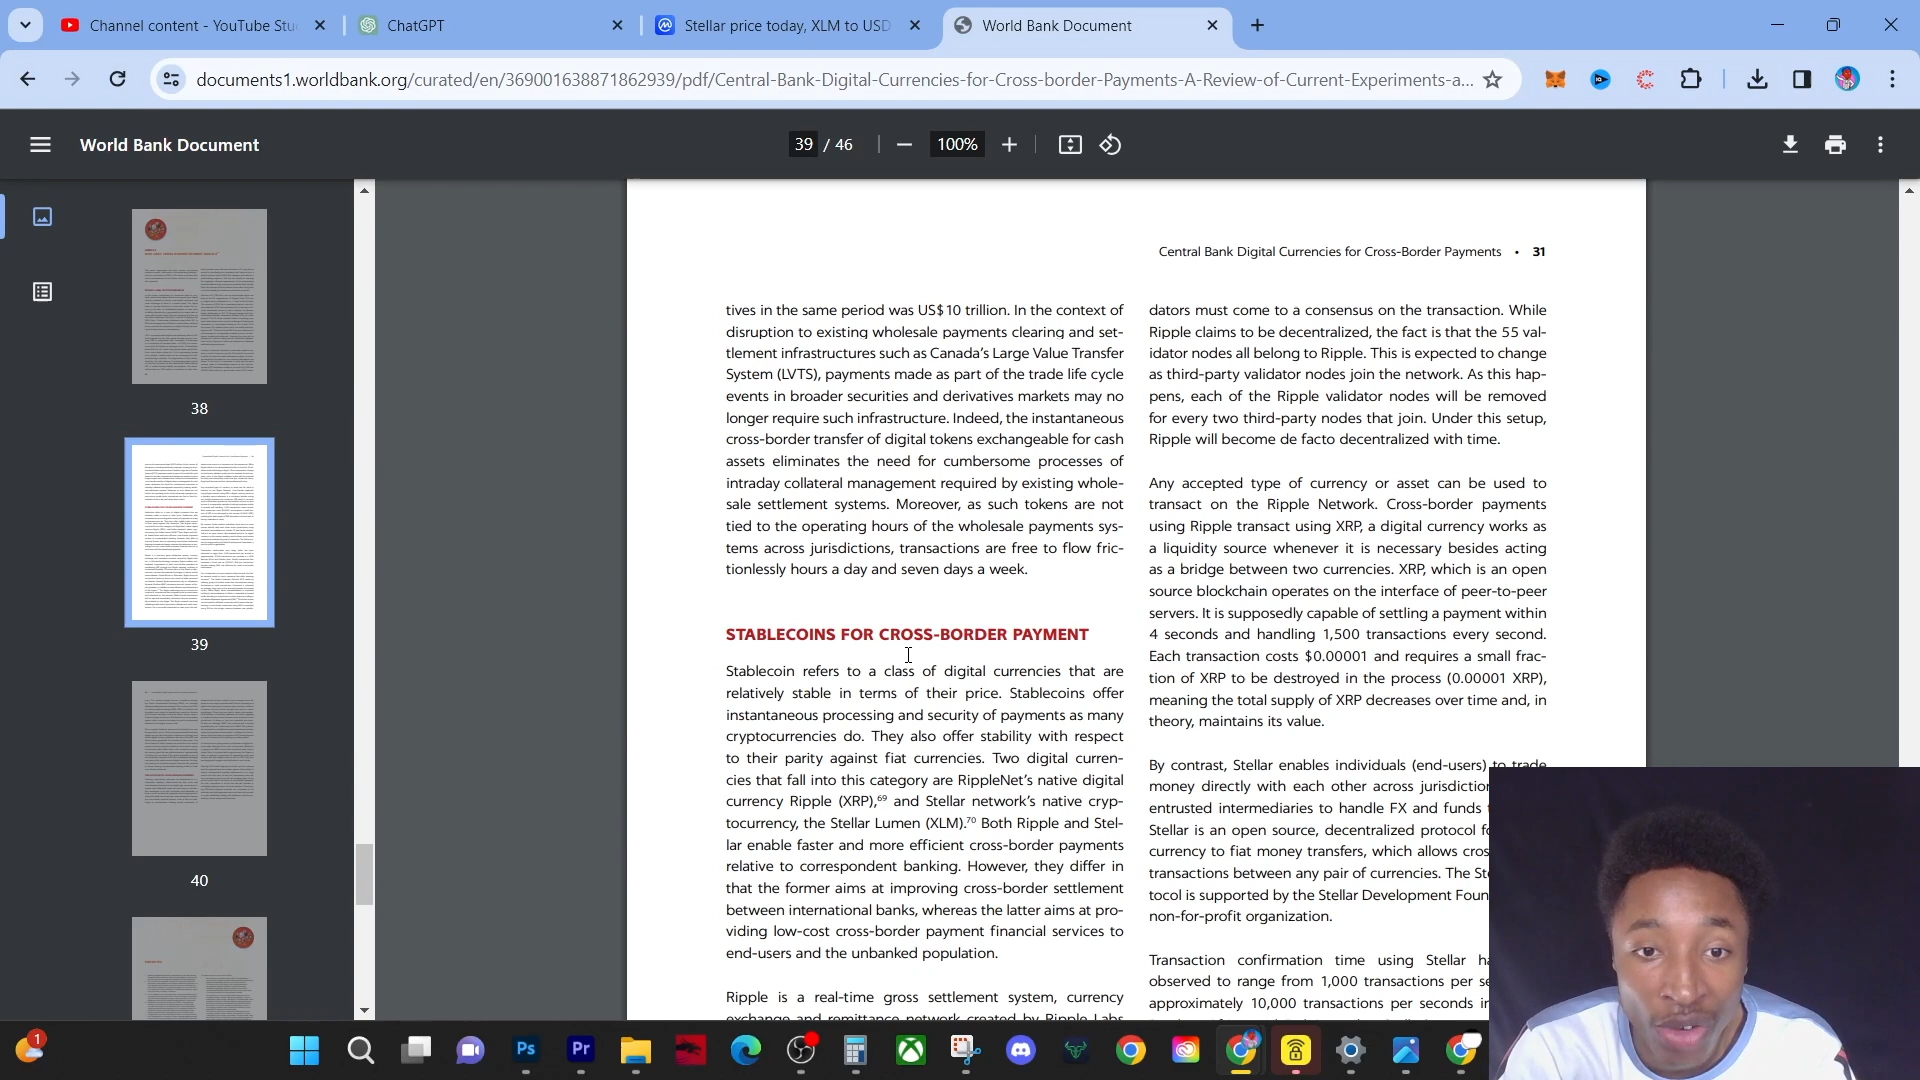 Channel content - YouTube Stu
ChatGPT
Stellar price today, XLM to USD
World Bank Document
documents1.worldbank.org/curated/en/369001638871862939/pdf/Central-Bank-Digital-Currencies-for-Cross-border-Payments-A-Review-of-Current-Experiments-a...
World Bank Document
39 / 46
100%
38
39
40
Central Bank Digital Currencies for Cross-Border Payments • 31
tives in the same period was US$10 trillion. In the context of
disruption to existing wholesale payments clearing and set-
tlement infrastructures such as Canada's Large Value Transfer
System (LVTS), payments made as part of the trade life cycle
events in broader securities and derivatives markets may no
longer require such infrastructure. Indeed, the instantaneous
cross-border transfer of digital tokens exchangeable for cash
assets eliminates the need for cumbersome processes of
intraday collateral management required by existing whole-
sale settlement systems. Moreover, as such tokens are not
tied to the operating hours of the wholesale payments sys-
tems across jurisdictions, transactions are free to flow fric-
tionlessly hours a day and seven days a week.
STABLECOINS FOR CROSS-BORDER PAYMENT
Stablecoin refers to a class of digital currencies that are
relatively stable in terms of their price. Stablecoins offer
instantaneous processing and security of payments as many
cryptocurrencies do. They also offer stability with respect
to their parity against fiat currencies. Two digital curren-
cies that fall into this category are RippleNet's native digital
currency Ripple (XRP),69 and Stellar network's native cryp-
tocurrency, the Stellar Lumen (XLM).70 Both Ripple and Stel-
lar enable faster and more efficient cross-border payments
relative to correspondent banking. However, they differ in
that the former aims at improving cross-border settlement
between international banks, whereas the latter aims at pro-
viding low-cost cross-border payment financial services to
end-users and the unbanked population.
Ripple is a real-time gross settlement system, currency
exchange and remittance network created by Ripple Labs
dators must come to a consensus on the transaction. While
Ripple claims to be decentralized, the fact is that the 55 val-
idator nodes all belong to Ripple. This is expected to change
as third-party validator nodes join the network. As this hap-
pens, each of the Ripple validator nodes will be removed
for every two third-party nodes that join. Under this setup,
Ripple will become de facto decentralized with time.
Any accepted type of currency or asset can be used to
transact on the Ripple Network. Cross-border payments
using Ripple transact using XRP, a digital currency works as
a liquidity source whenever it is necessary besides acting
as a bridge between two currencies. XRP, which is an open
source blockchain operates on the interface of peer-to-peer
servers. It is supposedly capable of settling a payment within
4 seconds and handling 1,500 transactions every second.
Each transaction costs $0.00001 and requires a small frac-
tion of XRP to be destroyed in the process (0.00001 XRP),
meaning the total supply of XRP decreases over time and, in
theory, maintains its value.
By contrast, Stellar enables individuals (end-users) to trade
money directly with each other across jurisdiction
entrusted intermediaries to handle FX and funds
Stellar is an open source, decentralized protocol fo
currency to fiat money transfers, which allows cros
transactions between any pair of currencies. The Ste
tocol is supported by the Stellar Development Foun
non-for-profit organization.
Transaction confirmation time using Stellar ha
observed to range from 1,000 transactions per se
approximately 10,000 transactions per seconds in
1
Ps
Pr